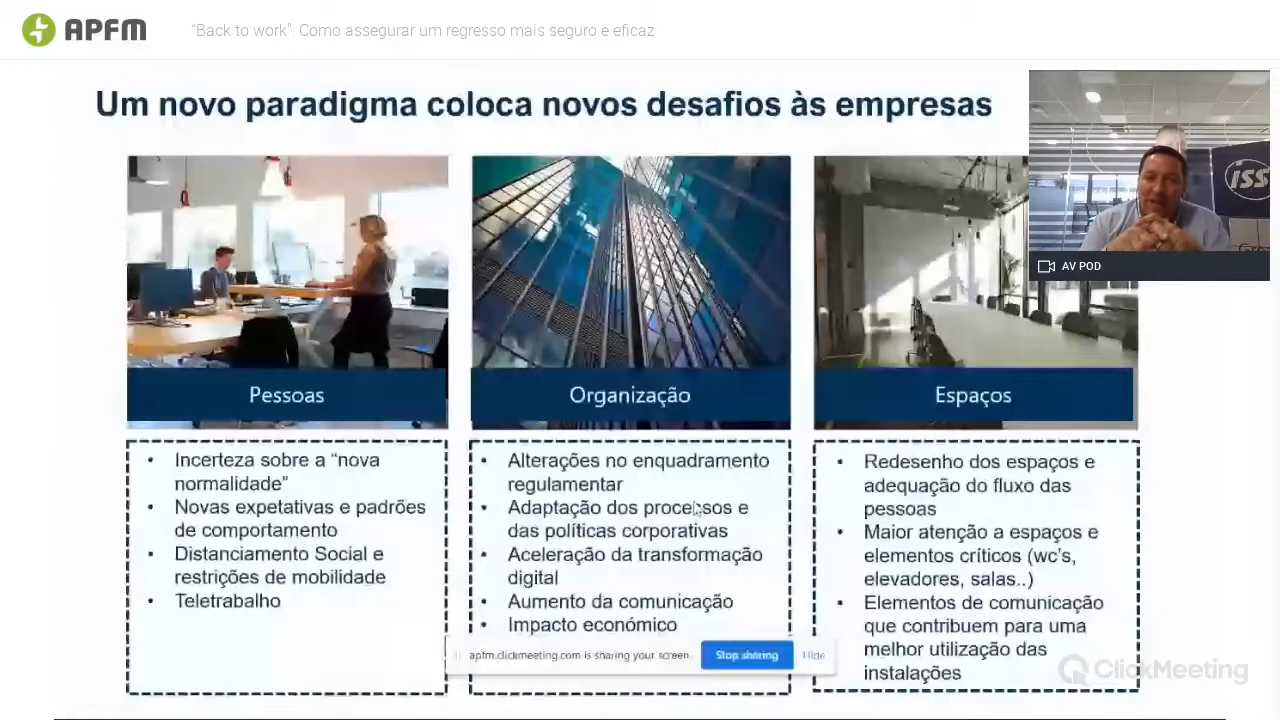 APFM
“Back to work”: Como assegurar um regresso mais seguro e eficaz
Um novo paradigma coloca novos desafios às empresas
iss
AV POD
Pessoas
Organização
Espaços
• Incerteza sobre a “nova
normalidade”
• Novas expetativas e padrões
de comportamento
• Distanciamento Social e
restrições de mobilidade
• Teletrabalho
• Alterações no enquadramento
regulamentar
• Adaptação dos processos e
das políticas corporativas
• Aceleração da transformação
digital
• Aumento da comunicação
• Impacto económico
• Redesenho dos espaços e
adequação do fluxo das
pessoas
• Maior atenção a espaços e
elementos críticos (wc’s,
elevadores, salas..)
• Elementos de comunicação
que contribuem para uma
melhor utilização das
instalações
apfm.clickmeeting.com is sharing your screen.
Stop sharing
Hide
ClickMeeting